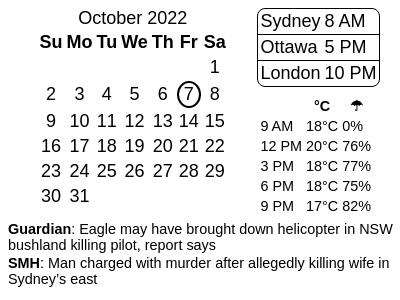 October 2022
Su Mo Tu We Th Fr Sa
1
2 3 4 5 6 7 8
9 10 11 12 13 14 15
16 17 18 19 20 21 22
23 24 25 26 27 28 29
30 31
Sydney 8 AM
Ottawa 5 PM
London 10 PM
°C ☂
9 AM 18°C 0%
12 PM 20°C 76%
3 PM 18°C 77%
6 PM 18°C 75%
9 PM 17°C 82%
Guardian: Eagle may have brought down helicopter in NSW
bushland killing pilot, report says
SMH: Man charged with murder after allegedly killing wife in
Sydney’s east